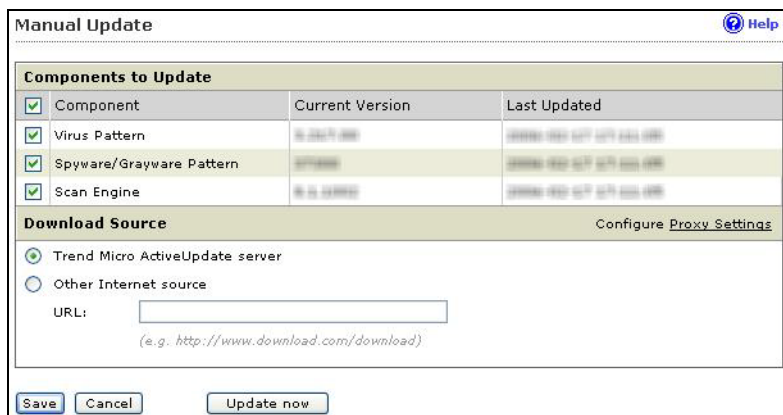 Manual Update
Help
Components to Update
Component Current Version Last Updated
Virus Pattern
Spyware/Grayware Pattern
Scan Engine
Download Source Configure Proxy Settings
Trend Micro ActiveUpdate server
Other Internet source
URL:
(e.g. http://www.download.com/download)
Save Cancel Update now